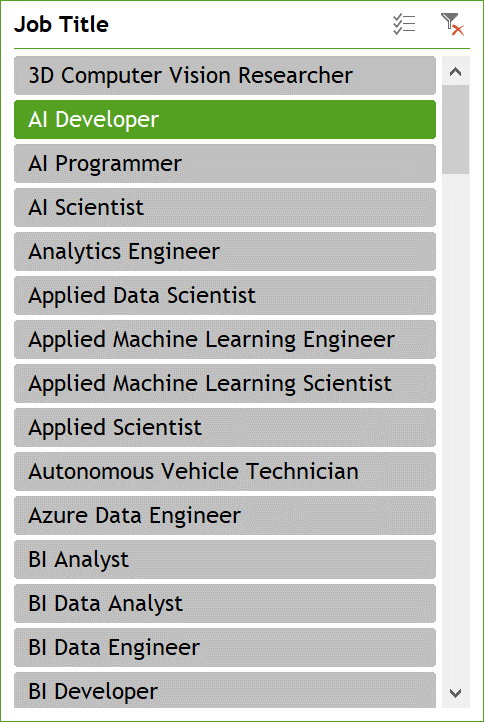 Job Title
3D Computer Vision Researcher
AI Developer
AI Programmer
AI Scientist
Analytics Engineer
Applied Data Scientist
Applied Machine Learning Engineer
Applied Machine Learning Scientist
Applied Scientist
Autonomous Vehicle Technician
Azure Data Engineer
BI Analyst
BI Data Analyst
BI Data Engineer
BI Developer